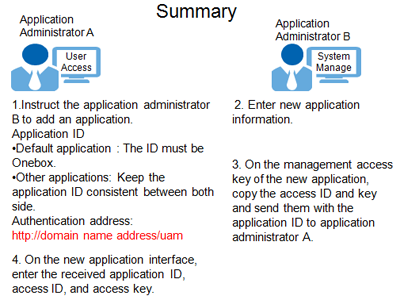 Summary
Application
Administrator A
Application
Administrator B
User
Access
System
Manage
1.Instruct the application administrator
B to add an application.
Application ID
•Default application : The ID must be
Onebox.
•Other applications: Keep the
application ID consistent between both
side.
Authentication address:
http://domain name address/uam
2. Enter new application
information.
3. On the management access
key of the new application,
copy the access ID and key
and send them with the
application ID to application
administrator A.
4. On the new application interface,
enter the received application ID,
access ID, and access key.